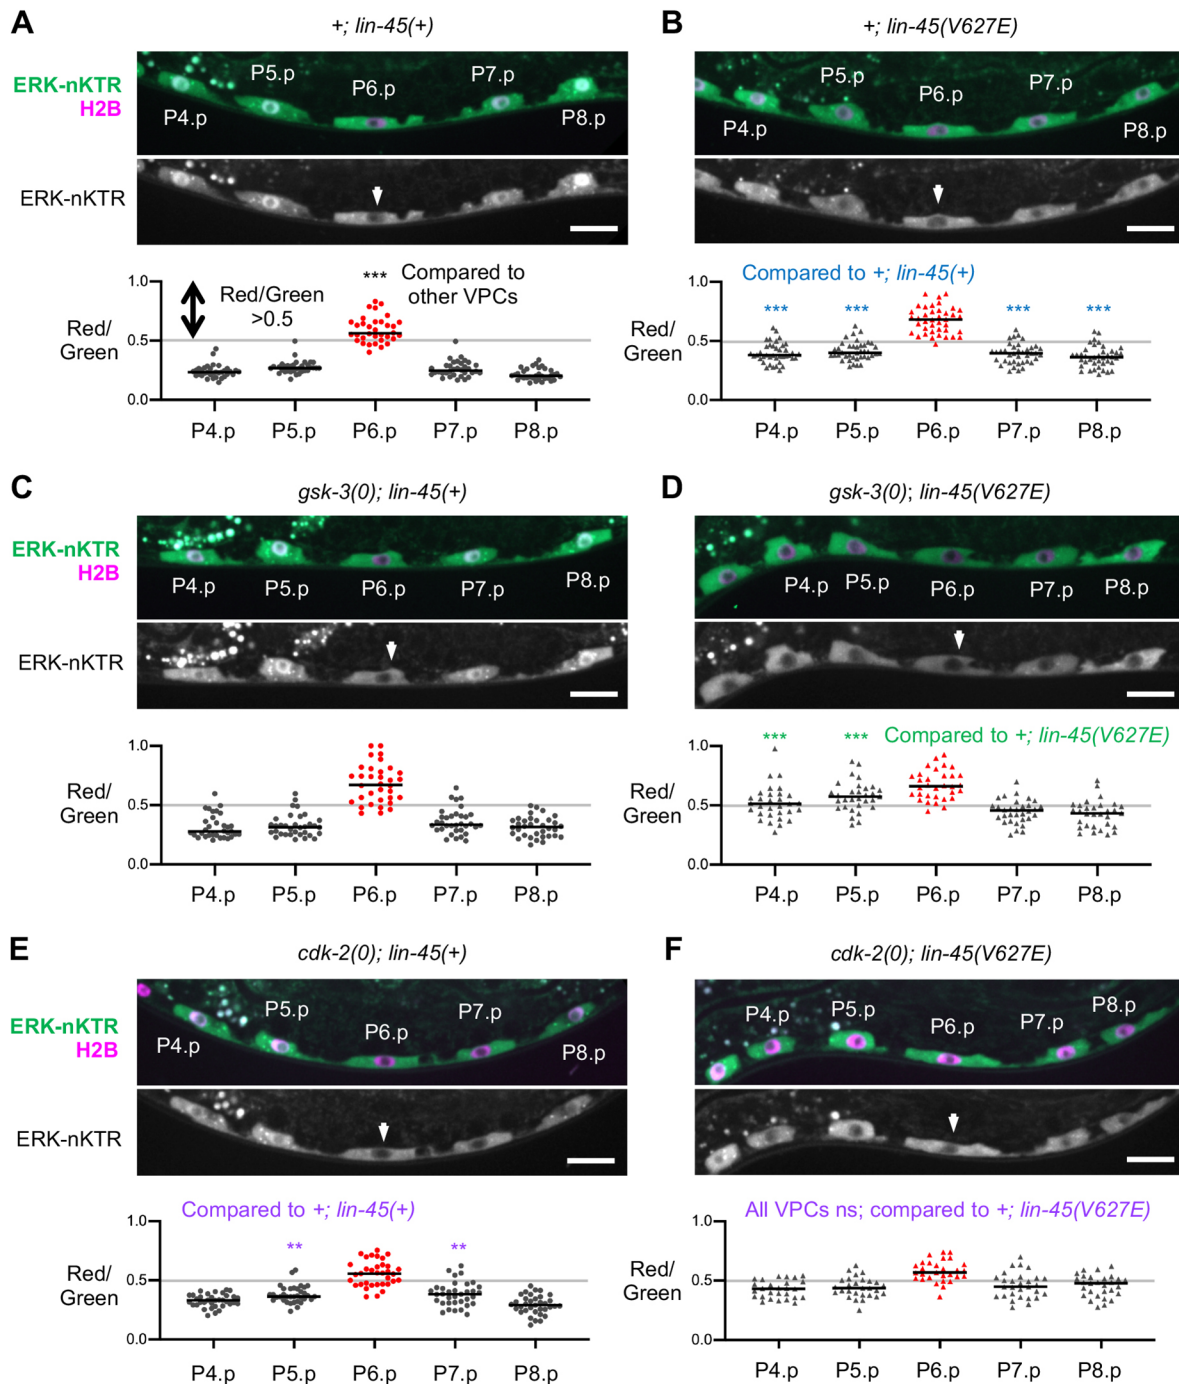 A
+; lin-45(+)
ERK-nKTR
H2B
P4.p
P5.p
P6.p
P7.p
P8.p
ERK-nKTR
Red/
Green
1.0
0.5
0.0
Red/Green
>0.5
*** Compared to
other VPCs
P4.p P5.p P6.p P7.p P8.p
B
+; lin-45(V627E)
P4.p
P5.p
P6.p
P7.p
P8.p
Compared to +; lin-45(+)
*** *** *** ***
Red/
Green
1.0
0.5
0.0
P4.p P5.p P6.p P7.p P8.p
C
gsk-3(0); lin-45(+)
ERK-nKTR
H2B
P4.p P5.p P6.p P7.p P8.p
ERK-nKTR
Red/
Green
1.0
0.5
0.0
P4.p P5.p P6.p P7.p P8.p
D
gsk-3(0); lin-45(V627E)
P4.p P5.p P6.p P7.p P8.p
*** *** Compared to +; lin-45(V627E)
Red/
Green
1.0
0.5
0.0
P4.p P5.p P6.p P7.p P8.p
E
cdk-2(0); lin-45(+)
ERK-nKTR
H2B
P4.p
P5.p
P6.p
P7.p
P8.p
ERK-nKTR
Compared to +; lin-45(+)
** **
Red/
Green
1.0
0.5
0.0
P4.p P5.p P6.p P7.p P8.p
F
cdk-2(0); lin-45(V627E)
P4.p
P5.p
P6.p
P7.p
P8.p
All VPCs ns; compared to +; lin-45(V627E)
Red/
Green
1.0
0.5
0.0
P4.p P5.p P6.p P7.p P8.p